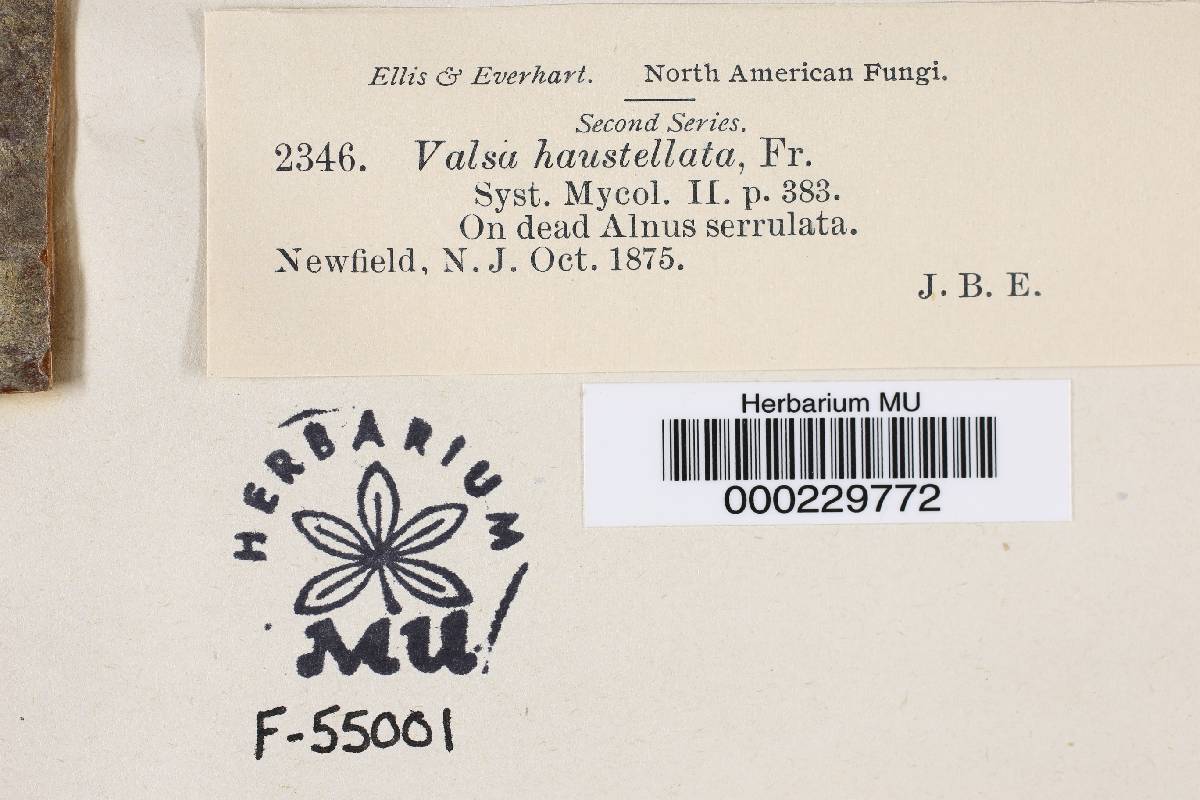 Ellis & Everhart. North American Fungi.
Second Series.
2346. Valsa haustellata, Fr.
Syst. Mycol. II. p. 383.
On dead Alnus serrulata.
Newfield, N. J. Oct. 1875.
J. B. E.
Herbarium MU
000229772
HERBARIUM
MU
F-55001